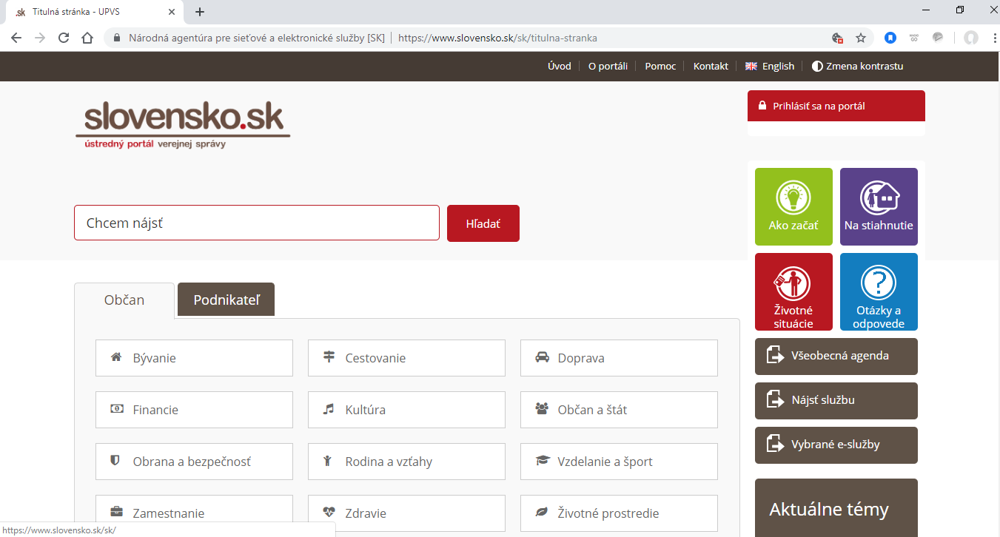 .sk Titulná stránka - UPVS
Národná agentúra pre sieťové a elektronické služby [SK] https://www.slovensko.sk/sk/titulna-stranka
Úvod O portáli Pomoc Kontakt English Zmena kontrastu
slovensko.sk
ústredný portál verejnej správy
Prihlásiť sa na portál
Chcem nájsť Hľadať
Ako začať Na stiahnutie
Životné situácie
Otázky a odpovede
Občan Podnikateľ
Bývanie Cestovanie Doprava
Financie Kultúra Občan a štát
Obrana a bezpečnosť Rodina a vzťahy Vzdelanie a šport
Zamestnanie Zdravie Životné prostredie
Všeobecná agenda
Nájsť službu
Vybrané e-služby
Aktuálne témy
https://www.slovensko.sk/sk/